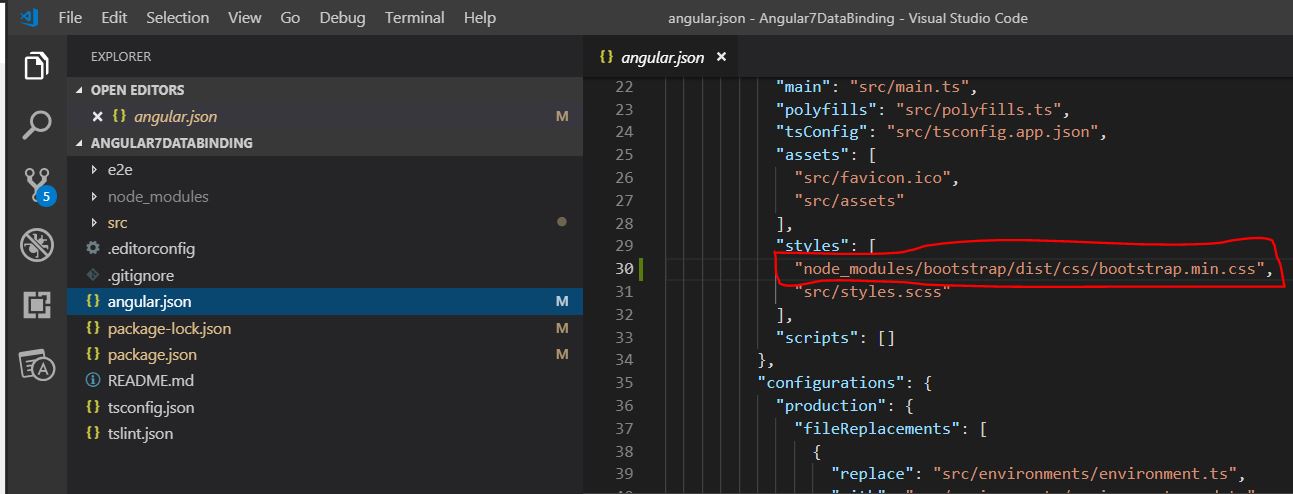 File Edit Selection View Go Debug Terminal Help
angular.json - Angular7DataBinding - Visual Studio Code
EXPLORER
OPEN EDITORS
angular.json M
ANGULAR7DATABINDING
e2e
node_modules
src
.editorconfig
.gitignore
angular.json M
package-lock.json M
package.json M
README.md
tsconfig.json
tslint.json
5
{} angular.json ×
22 "main": "src/main.ts",
23 "polyfills": "src/polyfills.ts",
24 "tsConfig": "src/tsconfig.app.json",
25 "assets": [
26 "src/favicon.ico",
27 "src/assets"
28 ],
29 "styles": [
30 "node_modules/bootstrap/dist/css/bootstrap.min.css",
31 "src/styles.scss"
32 ],
33 "scripts": []
34 },
35 "configurations": {
36 "production": {
37 "fileReplacements": [
38 {
39 "replace": "src/environments/environment.ts",